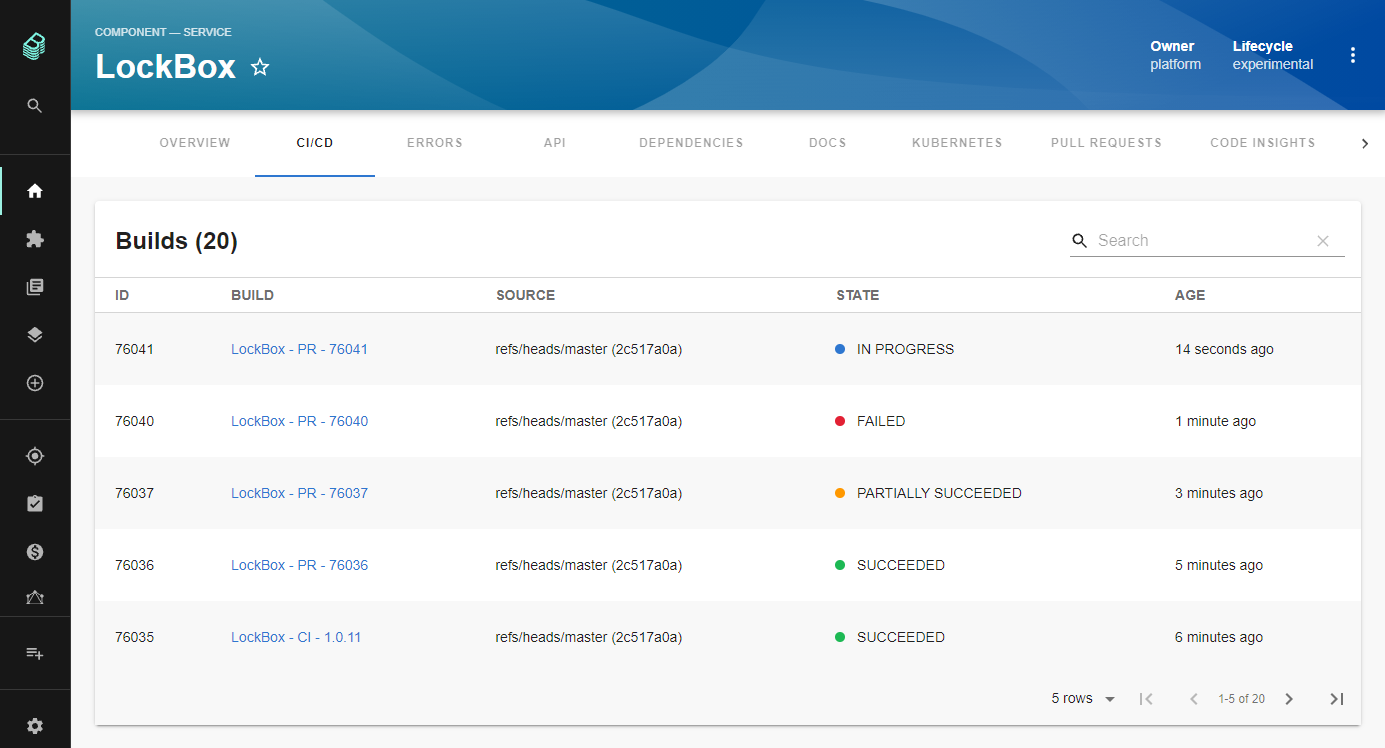 COMPONENT — SERVICE
LockBox
Owner
platform
Lifecycle
experimental
OVERVIEW CI/CD ERRORS API DEPENDENCIES DOCS KUBERNETES PULL REQUESTS CODE INSIGHTS
Builds (20)
Search
ID BUILD SOURCE STATE AGE
76041 LockBox - PR - 76041 refs/heads/master (2c517a0a) IN PROGRESS 14 seconds ago
76040 LockBox - PR - 76040 refs/heads/master (2c517a0a) FAILED 1 minute ago
76037 LockBox - PR - 76037 refs/heads/master (2c517a0a) PARTIALLY SUCCEEDED 3 minutes ago
76036 LockBox - PR - 76036 refs/heads/master (2c517a0a) SUCCEEDED 5 minutes ago
76035 LockBox - CI - 1.0.11 refs/heads/master (2c517a0a) SUCCEEDED 6 minutes ago
5 rows 1-5 of 20